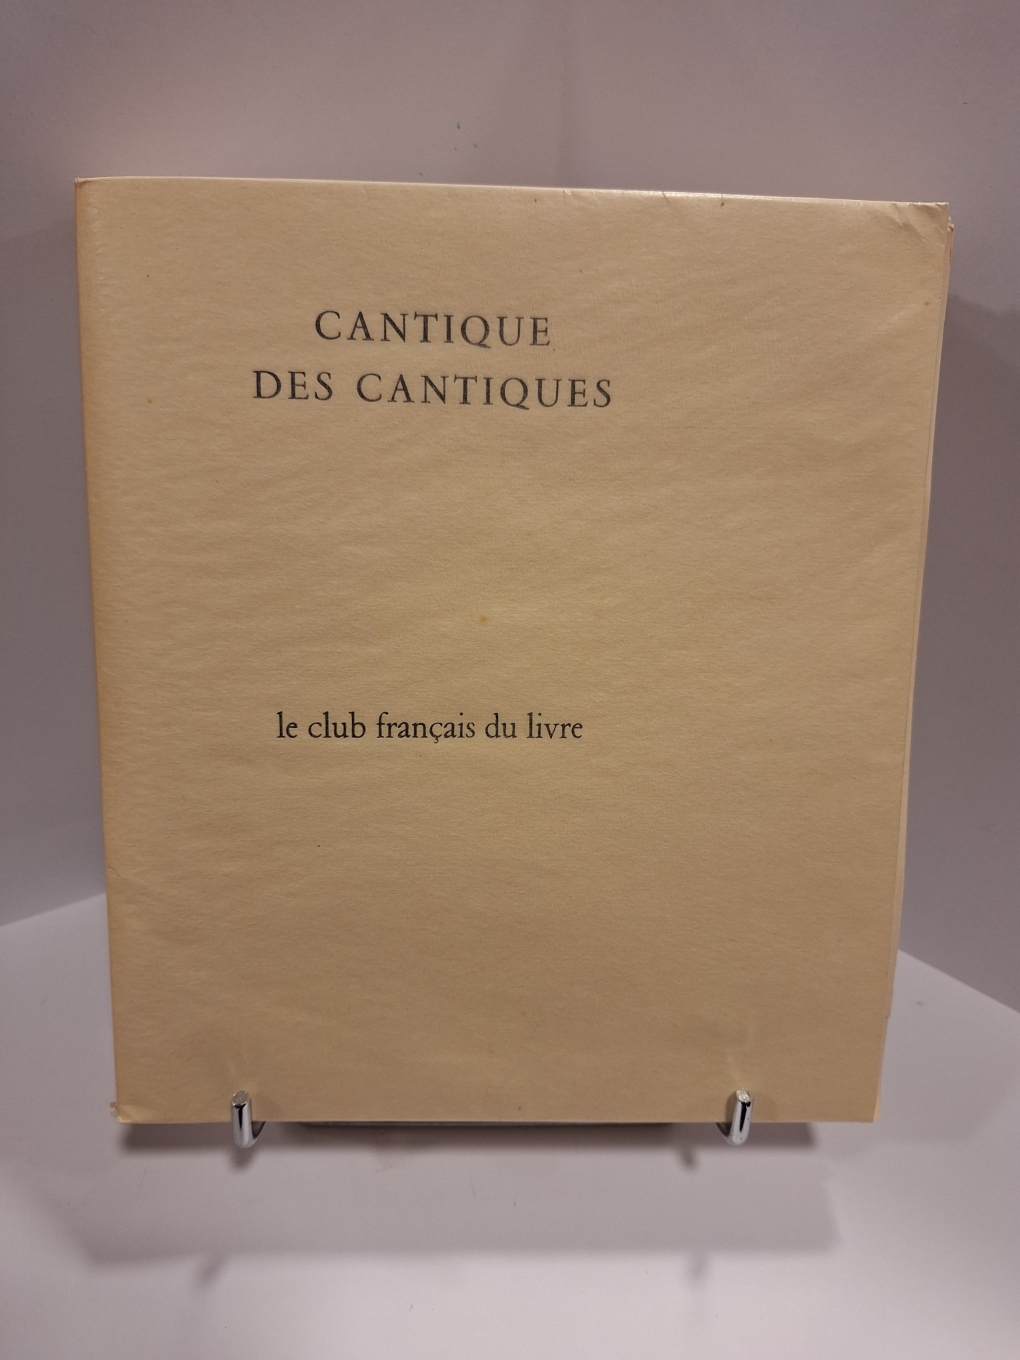 CANTIQUE
DES CANTIQUES
le club français du livre